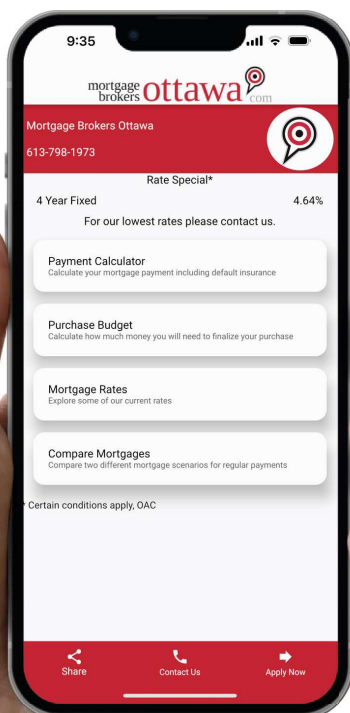 9:35
mortgage
brokers ottawa
com
Mortgage Brokers Ottawa
613-798-1973
Rate Special*
4 Year Fixed 4.64%
For our lowest rates please contact us.
Payment Calculator
Calculate your mortgage payment including default insurance
Purchase Budget
Calculate how much money you will need to finalize your purchase
Mortgage Rates
Explore some of our current rates
Compare Mortgages
Compare two different mortgage scenarios for regular payments
* Certain conditions apply, OAC
Share Contact Us Apply Now